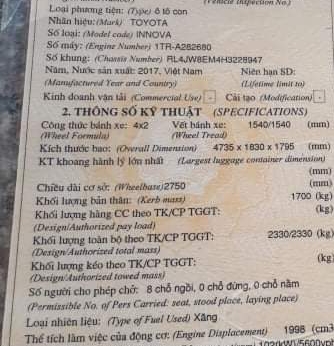 (Vehicle Inspection No.)
Loại phương tiện: (Type) ô tô con
Nhãn hiệu: (Mark) TOYOTA
Số loại: (Model code) INNOVA
Số máy: (Engine Number) 1TR-A282680
Số khung: (Chassis Number) RL4JW8EM4H3228947
Năm, Nước sản xuất: 2017, Việt Nam Niên hạn SD:
(Manufactured Year and Country) (Lifetime limit to)
Kinh doanh vận tải (Commercial Use) - Cải tạo (Modification) -
2. THÔNG SỐ KỸ THUẬT (SPECIFICATIONS)
Công thức bánh xe: 4x2 Vết bánh xe: 1540/1540 (mm)
(Wheel Formula) (Wheel Tread)
Kích thước bao: (Overall Dimension) 4735 x 1830 x 1795 (mm)
KT khoang hành lý lớn nhất (Largest luggage container dimension)
(mm)
Chiều dài cơ sở: (Wheelbase) 2750 (mm)
Khối lượng bản thân: (Kerb mass) 1700 (kg)
Khối lượng hàng CC theo TK/CP TGGT: (kg)
(Design/Authorized pay load)
Khối lượng toàn bộ theo TK/CP TGGT: 2330/2330 (kg)
(Design/Authorized total mass)
Khối lượng kéo theo TK/CP TGGT: (kg)
(Design/Authorized towed mass)
Số người cho phép chở: 8 chỗ ngồi, 0 chỗ đứng, 0 chỗ nằm
(Permissible No. of Pers Carried: seat, stood place, laying place)
Loại nhiên liệu: (Type of Fuel Used) Xăng
Thể tích làm việc của động cơ: (Engine Displacement) 1998 (cm3
102(kW)/5600vph